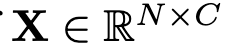 𝐗 ∈ ℝ^{N×C}